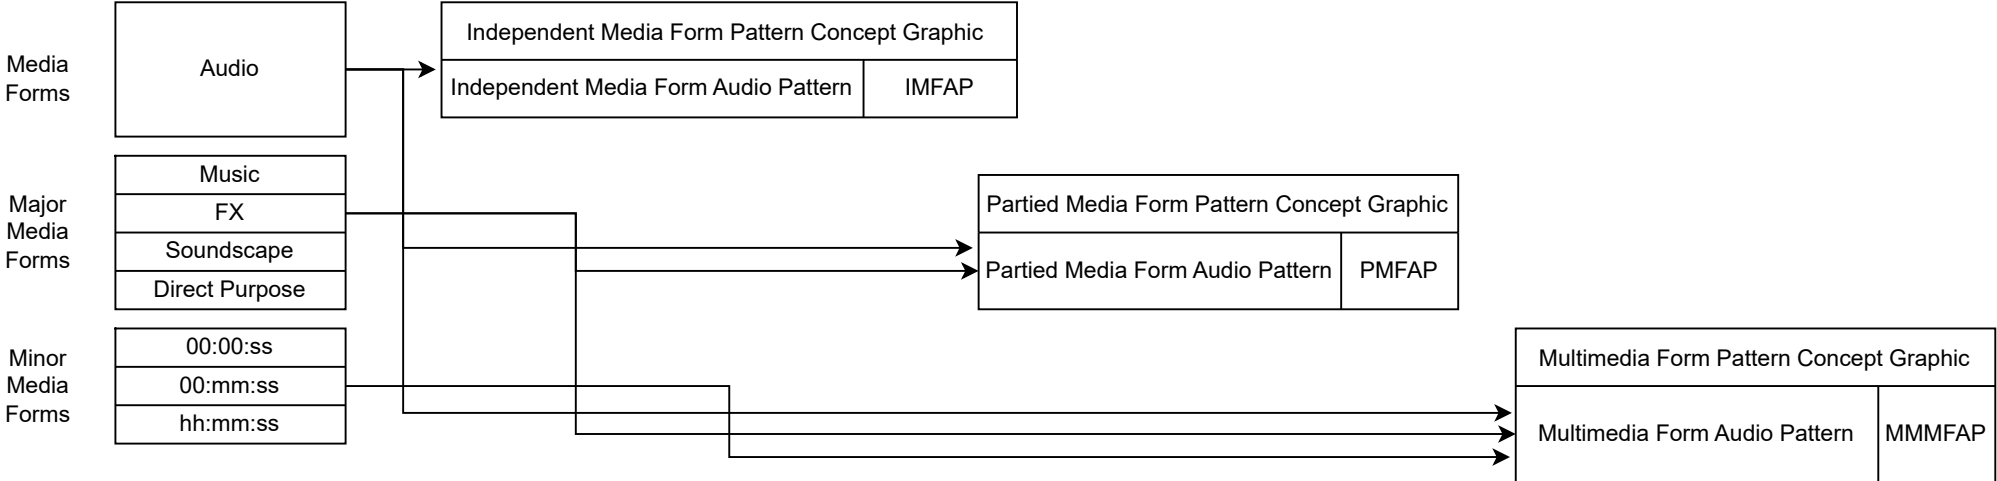 Media
Forms
Audio
Independent Media Form Pattern Concept Graphic
Independent Media Form Audio Pattern
IMFAP
Major
Media
Forms
Music
FX
Soundscape
Direct Purpose
Partied Media Form Pattern Concept Graphic
Partied Media Form Audio Pattern
PMFAP
Minor
Media
Forms
00:00:ss
00:mm:ss
hh:mm:ss
Multimedia Form Pattern Concept Graphic
Multimedia Form Audio Pattern
MMMFAP